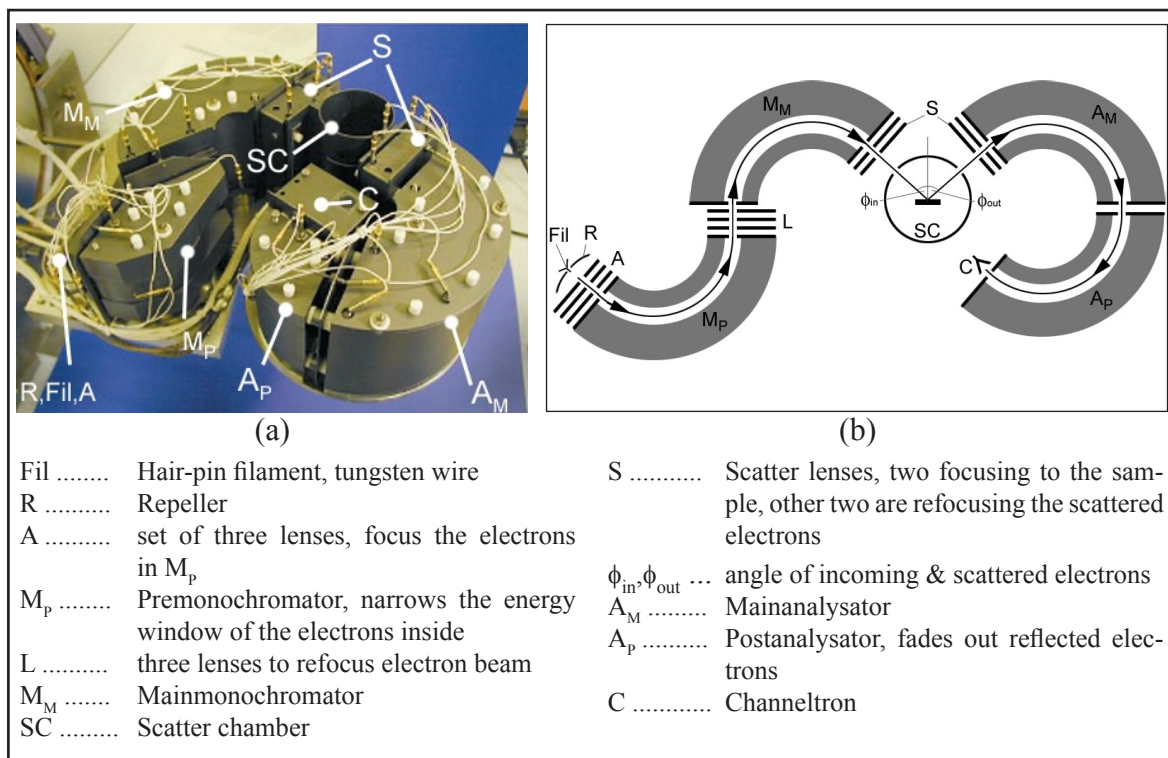 S
M_M
SC
C
M_P
R,Fil,A
A_P
A_M
(a)
M_M
S
A_M
ϕ_in
ϕ_out
SC
L
Fil
R
A
C
M_P
A_P
(b)
Fil ........ Hair-pin filament, tungsten wire
R .......... Repeller
A .......... set of three lenses, focus the electrons
in M_P
M_P ........ Premonochromator, narrows the energy
window of the electrons inside
L .......... three lenses to refocus electron beam
M_M ....... Mainmonochromator
SC ......... Scatter chamber
S ........... Scatter lenses, two focusing to the sam-
ple, other two are refocusing the scattered
electrons
ϕ_in,ϕ_out ... angle of incoming & scattered electrons
A_M ......... Mainanalysator
A_P .......... Postanalysator, fades out reflected elec-
trons
C ............ Channeltron